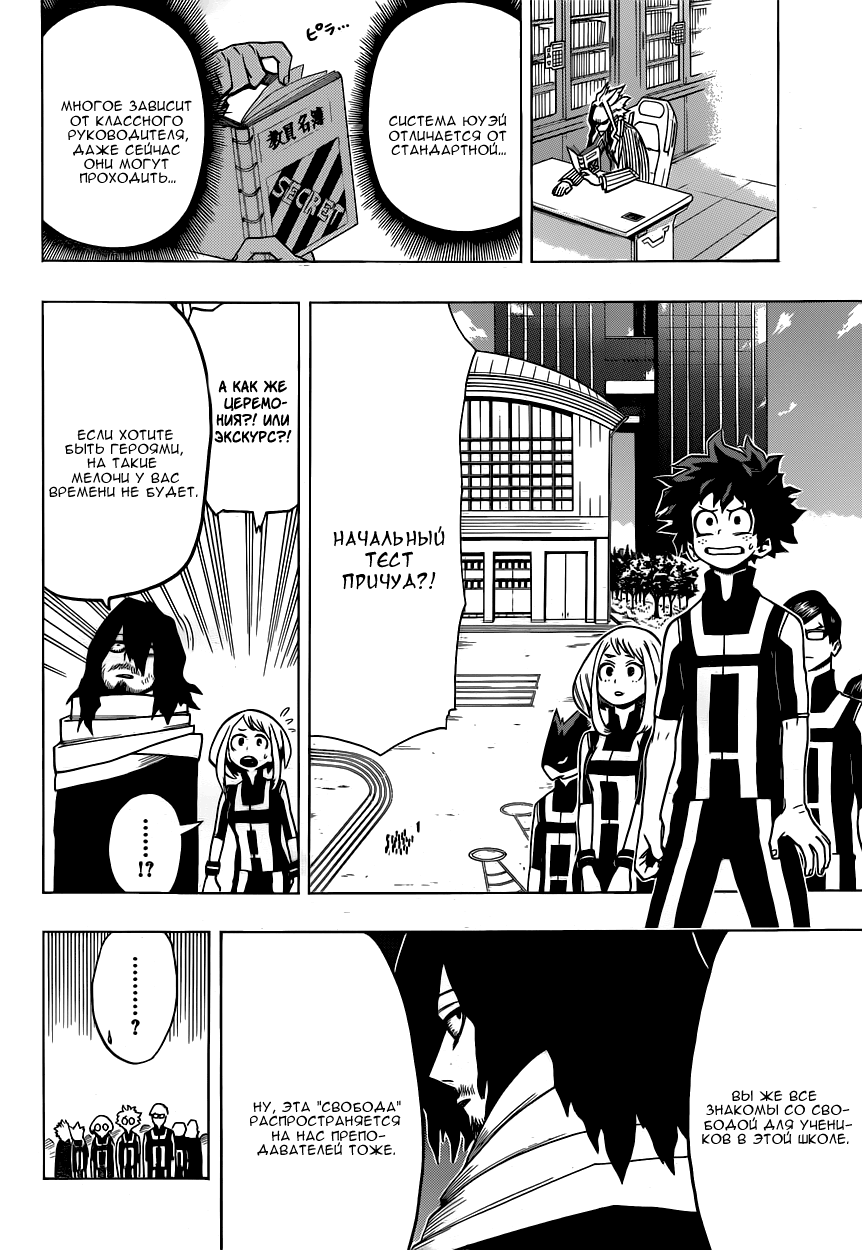 СИСТЕМА ЮУЭЙ
ОТЛИЧАЕТСЯ ОТ
СТАНДАРТНОЙ...
ピラ...
教員名簿
SECRET
МНОГОЕ ЗАВИСИТ
ОТ КЛАССНОГО
РУКОВОДИТЕЛЯ,
ДАЖЕ СЕЙЧАС
ОНИ МОГУТ
ПРОХОДИТЬ...
НАЧАЛЬНЫЙ
ТЕСТ
ПРИЧУД?!
А КАК ЖЕ
ЦЕРЕМО-
НИЯ?! ИЛИ
ЭКСКУРС?!
ЕСЛИ ХОТИТЕ
БЫТЬ ГЕРОЯМИ,
НА ТАКИЕ
МЕЛОЧИ У ВАС
ВРЕМЕНИ НЕ БУДЕТ.
......!?
ВЫ ЖЕ ВСЕ
ЗНАКОМЫ СО СВО-
БОДОЙ ДЛЯ УЧЕНИ-
КОВ В ЭТОЙ ШКОЛЕ.
НУ, ЭТА "СВОБОДА"
РАСПРОСТРАНЯЕТСЯ
НА НАС ПРЕПО-
ДАВАТЕЛЕЙ ТОЖЕ.
........?